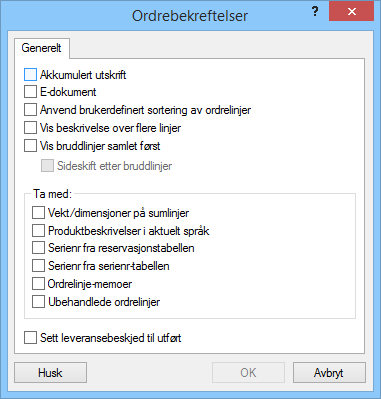 Ordrebekreftelser
Generelt
Akkumulert utskrift
E-dokument
Anvend brukerdefinert sortering av ordrelinjer
Vis beskrivelse over flere linjer
Vis bruddlinjer samlet først
Sideskift etter bruddlinjer
Ta med:
Vekt/dimensjoner på sumlinjer
Produktbeskrivelser i aktuelt språk
Serienr fra reservasjonstabellen
Serienr fra serienr-tabellen
Ordrelinje-memoer
Ubehandlede ordrelinjer
Sett leveransebeskjed til utført
Husk OK Avbryt